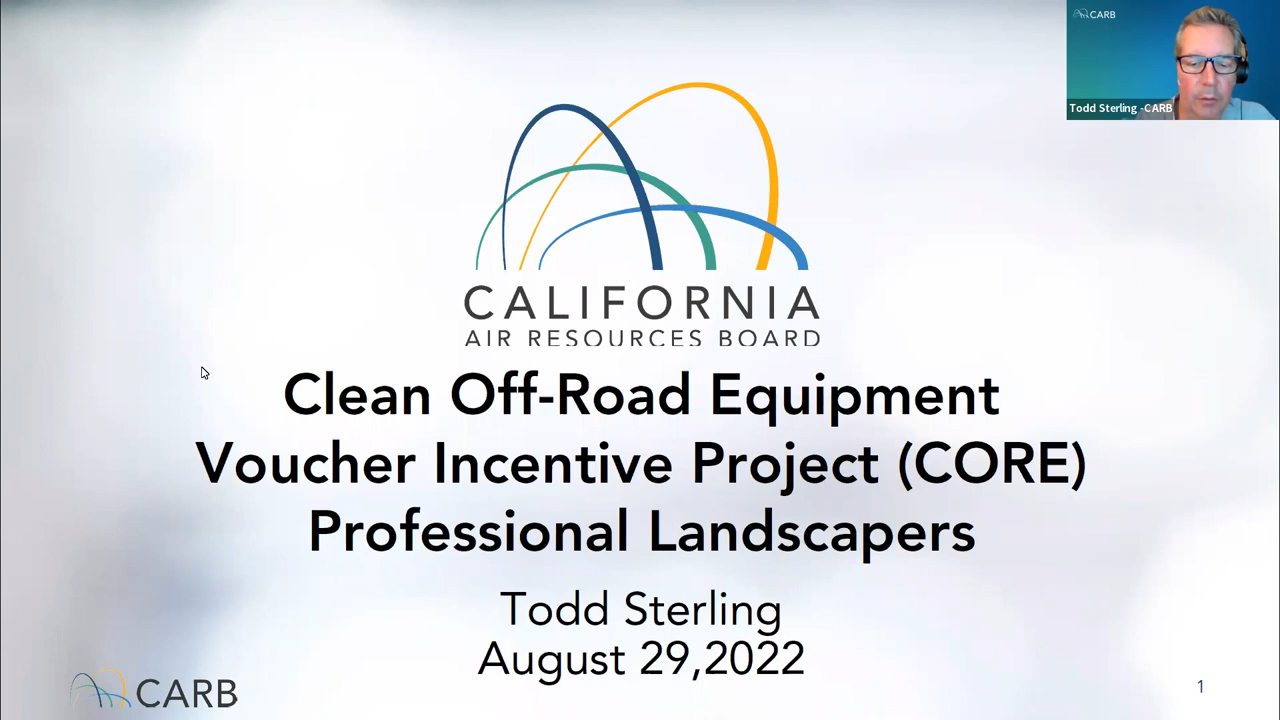 CARB
Todd Sterling -CARB
CALIFORNIA
AIR RESOURCES BOARD
Clean Off-Road Equipment
Voucher Incentive Project (CORE)
Professional Landscapers
Todd Sterling
August 29,2022
CARB
1